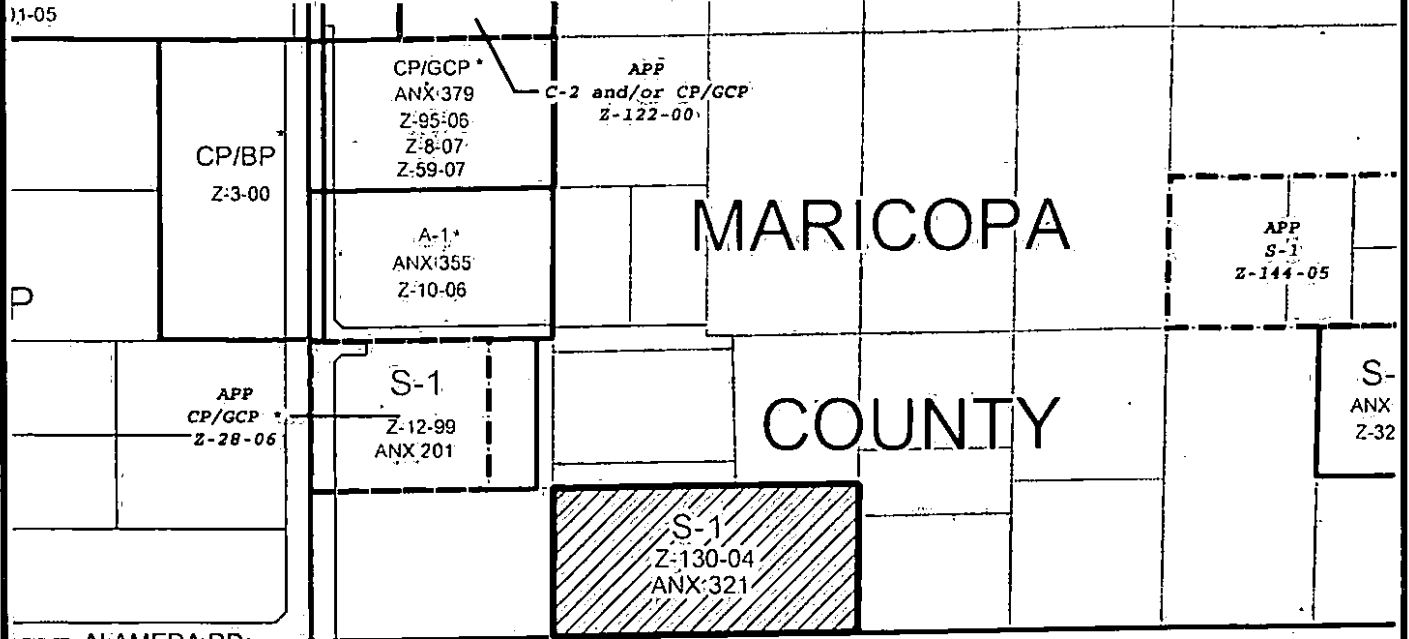 01-05
CP/GCP *
ANX 379
Z-95-06
Z-8-07
Z-59-07
APP
C-2 and/or CP/GCP
Z-122-00
CP/BP *
Z-3-00
A-1*
ANX 355
Z-10-06
MARICOPA
APP
S-1
Z-144-05
P
S-1
Z-12-99
ANX 201
APP
CP/GCP *
Z-28-06
COUNTY
S-
ANX
Z-32
S-1
Z-130-04
ANX 321
ALAMEDA RD